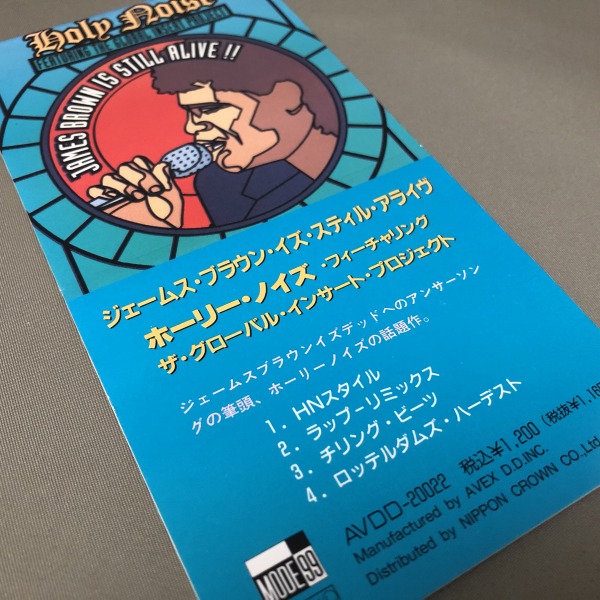 Holy Noise
FEATURING THE GLOBAL INSERT PROJECT
JAMES BROWN IS STILL ALIVE !!
ジェームス・ブラウン・イズ・スティル・アライヴ
ホーリー・ノイズ・フィーチャリング
ザ・グローバル・インサート・プロジェクト
ジェームスブラウンイズデッドへのアンサーソン
グの筆頭、ホーリーノイズの話題作。
1. HNスタイル
2. ラップ-リミックス
3. チリング・ビーツ
4. ロッテルダムズ・ハーデスト
AVDD-20022 税込¥1,200 (税抜¥1,165
Manufactured by AVEX D.D.INC.
Distributed by NIPPON CROWN CO.,Ltd
MODE 99